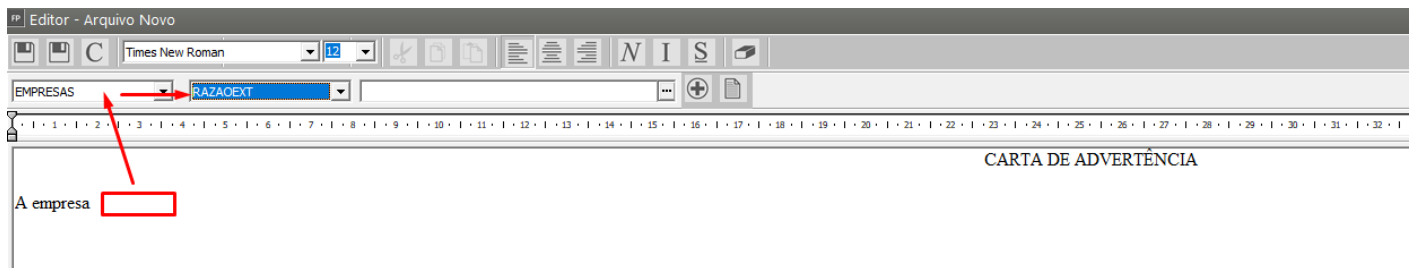 FP Editor - Arquivo Novo
C Times New Roman 12 N I S
EMPRESAS RAZAOEXT ...
1 2 3 4 5 6 7 8 9 10 11 12 13 14 15 16 17 18 19 20 21 22 23 24 25 26 27 28 29 30 31 32
CARTA DE ADVERTÊNCIA
A empresa